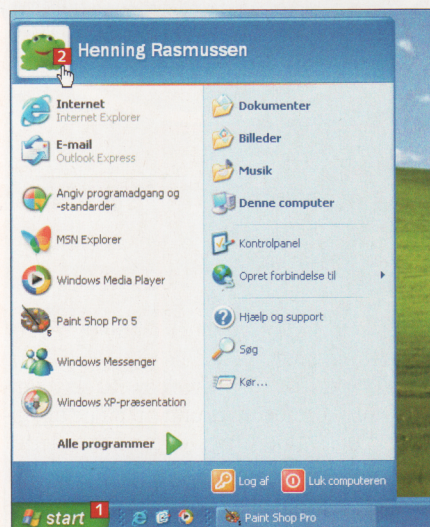 2
Henning Rasmussen
Internet
Internet Explorer
E-mail
Outlook Express
Angiv programadgang og
-standarder
MSN Explorer
Windows Media Player
Paint Shop Pro 5
5
Windows Messenger
Windows XP-præsentation
Alle programmer
Dokumenter
Billeder
Musik
Denne computer
Kontrolpanel
Opret forbindelse til
Hjælp og support
Søg
Kør...
Log af
Luk computeren
start
1
Paint Shop Pro